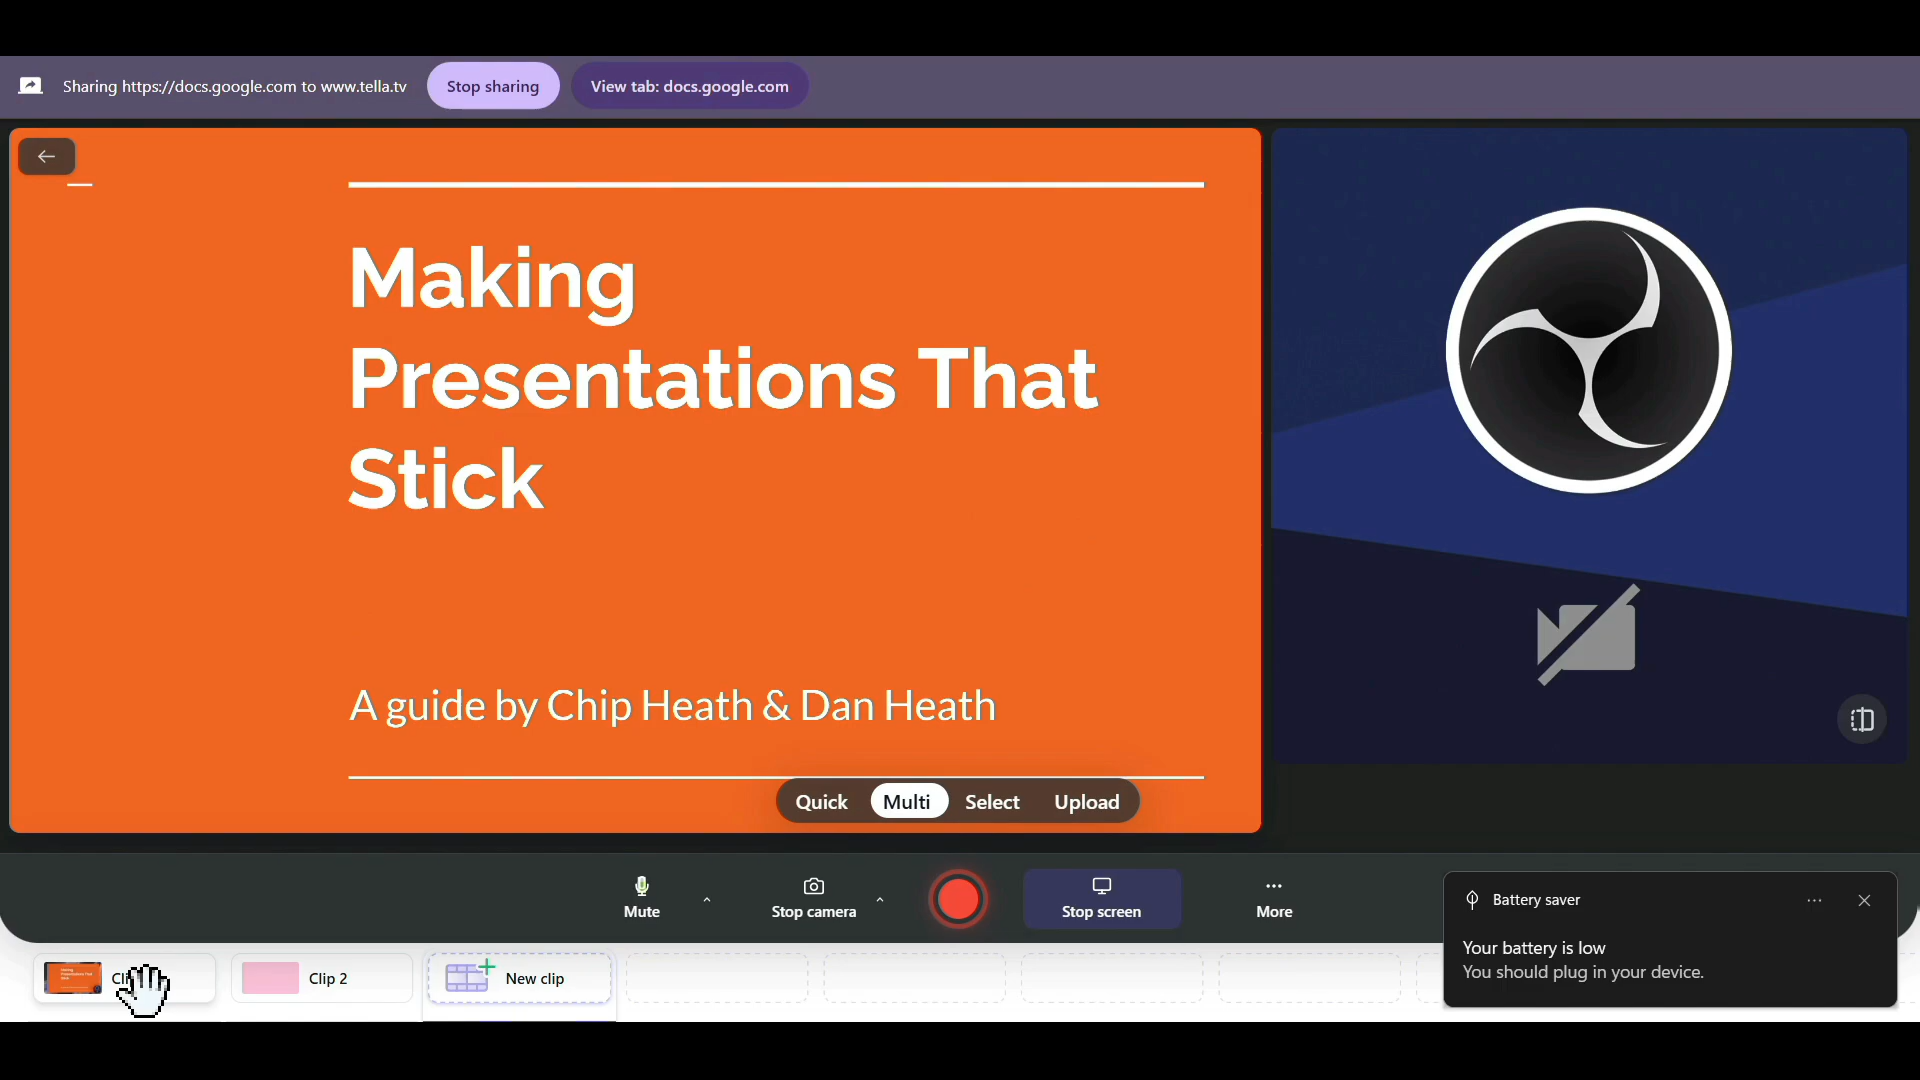 Sharing https://docs.google.com to www.tella.tv
Stop sharing
View tab: docs.google.com
Making
Presentations That
Stick
A guide by Chip Heath & Dan Heath
Quick
Multi
Select
Upload
Mute
Stop camera
Stop screen
More
Battery saver
Your battery is low
You should plug in your device.
Clip 2
New clip